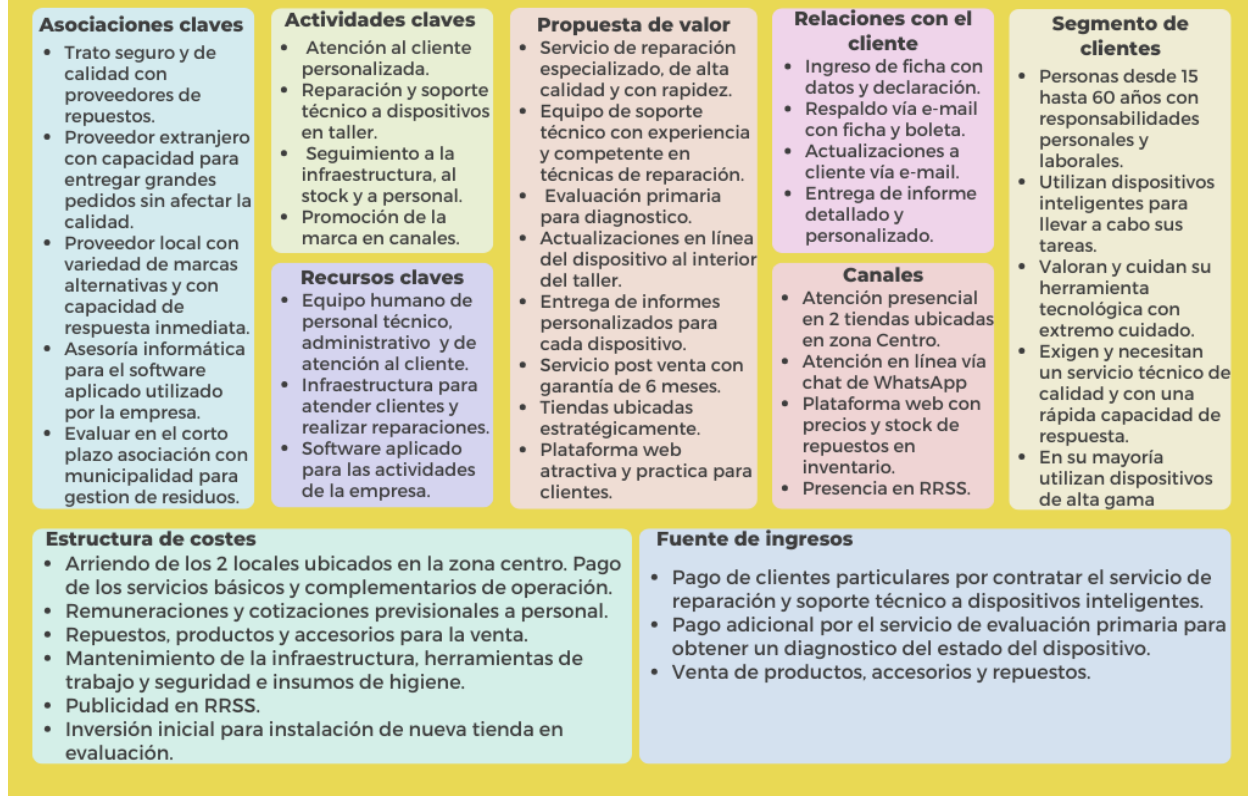 Asociaciones claves
• Trato seguro y de
calidad con
proveedores de
repuestos.
• Proveedor extranjero
con capacidad para
entregar grandes
pedidos sin afectar la
calidad.
• Proveedor local con
variedad de marcas
alternativas y con
capacidad de
respuesta inmediata.
• Asesoría informática
para el software
aplicado utilizado
por la empresa.
• Evaluar en el corto
plazo asociación con
municipalidad para
gestion de residuos.
Actividades claves
• Atención al cliente
personalizada.
• Reparación y soporte
técnico a dispositivos
en taller.
• Seguimiento a la
infraestructura, al
stock y a personal.
• Promoción de la
marca en canales.
Recursos claves
• Equipo humano de
personal técnico,
administrativo y de
atención al cliente.
• Infraestructura para
atender clientes y
realizar reparaciones.
• Software aplicado
para las actividades
de la empresa.
Propuesta de valor
• Servicio de reparación
especializado, de alta
calidad y con rapidez.
• Equipo de soporte
técnico con experiencia
y competente en
técnicas de reparación.
• Evaluación primaria
para diagnostico.
• Actualizaciones en línea
del dispositivo al interior
del taller.
• Entrega de informes
personalizados para
cada dispositivo.
• Servicio post venta con
garantía de 6 meses.
• Tiendas ubicadas
estratégicamente.
• Plataforma web
atractiva y practica para
clientes.
Relaciones con el
cliente
• Ingreso de ficha con
datos y declaración.
• Respaldo vía e-mail
con ficha y boleta.
• Actualizaciones a
cliente vía e-mail.
• Entrega de informe
detallado y
personalizado.
Canales
• Atención presencial
en 2 tiendas ubicadas
en zona Centro.
• Atención en línea vía
chat de WhatsApp
• Plataforma web con
precios y stock de
repuestos en
inventario.
• Presencia en RRSS.
Segmento de
clientes
• Personas desde 15
hasta 60 años con
responsabilidades
personales y
laborales.
• Utilizan dispositivos
inteligentes para
llevar a cabo sus
tareas.
• Valoran y cuidan su
herramienta
tecnológica con
extremo cuidado.
• Exigen y necesitan
un servicio técnico de
calidad y con una
rápida capacidad de
respuesta.
• En su mayoría
utilizan dispositivos
de alta gama
Estructura de costes
• Arriendo de los 2 locales ubicados en la zona centro. Pago
de los servicios básicos y complementarios de operación.
• Remuneraciones y cotizaciones previsionales a personal.
• Repuestos, productos y accesorios para la venta.
• Mantenimiento de la infraestructura, herramientas de
trabajo y seguridad e insumos de higiene.
• Publicidad en RRSS.
• Inversión inicial para instalación de nueva tienda en
evaluación.
Fuente de ingresos
• Pago de clientes particulares por contratar el servicio de
reparación y soporte técnico a dispositivos inteligentes.
• Pago adicional por el servicio de evaluación primaria para
obtener un diagnostico del estado del dispositivo.
• Venta de productos, accesorios y repuestos.